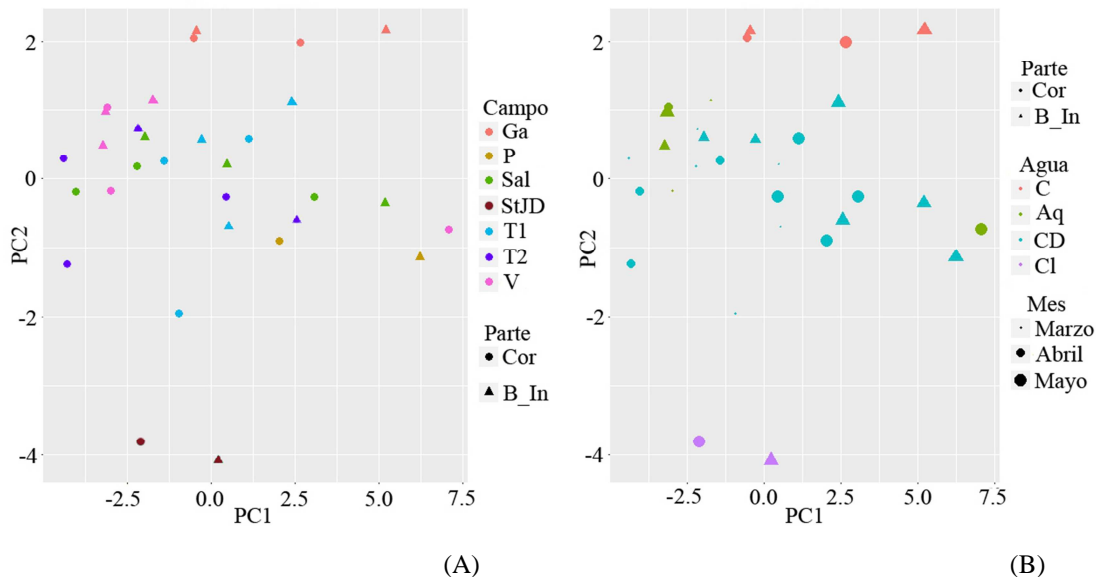 2
0
-2
-4
PC2
-2.5
0.0
2.5
5.0
7.5
PC1
Campo
Ga
P
Sal
StJD
T1
T2
V
Parte
Cor
B_In
(A)
2
0
-2
-4
PC2
-2.5
0.0
2.5
5.0
7.5
PC1
Parte
Cor
B_In
Agua
C
Aq
CD
Cl
Mes
Marzo
Abril
Mayo
(B)